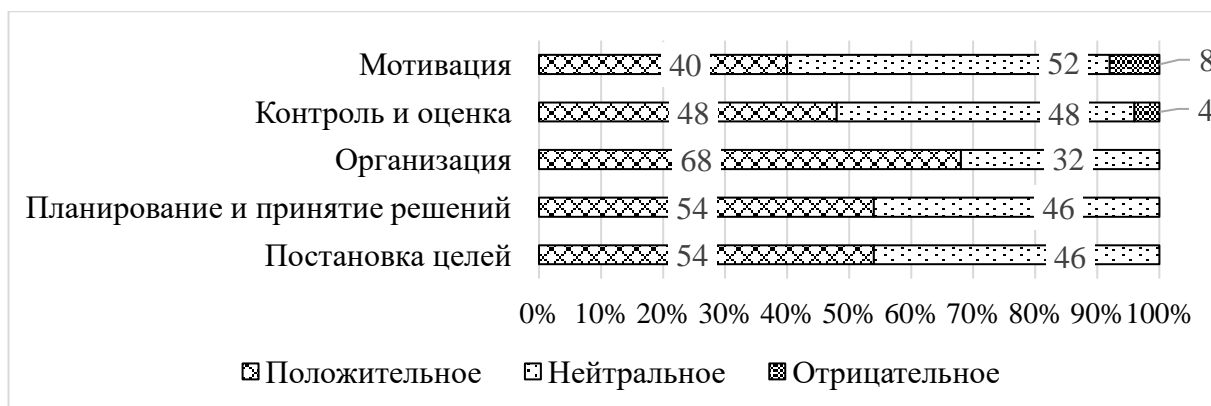 Мотивация 40 52 8
Контроль и оценка 48 48 4
Организация 68 32
Планирование и принятие решений 54 46
Постановка целей 54 46
0% 10% 20% 30% 40% 50% 60% 70% 80% 90% 100%
Положительное Нейтральное Отрицательное